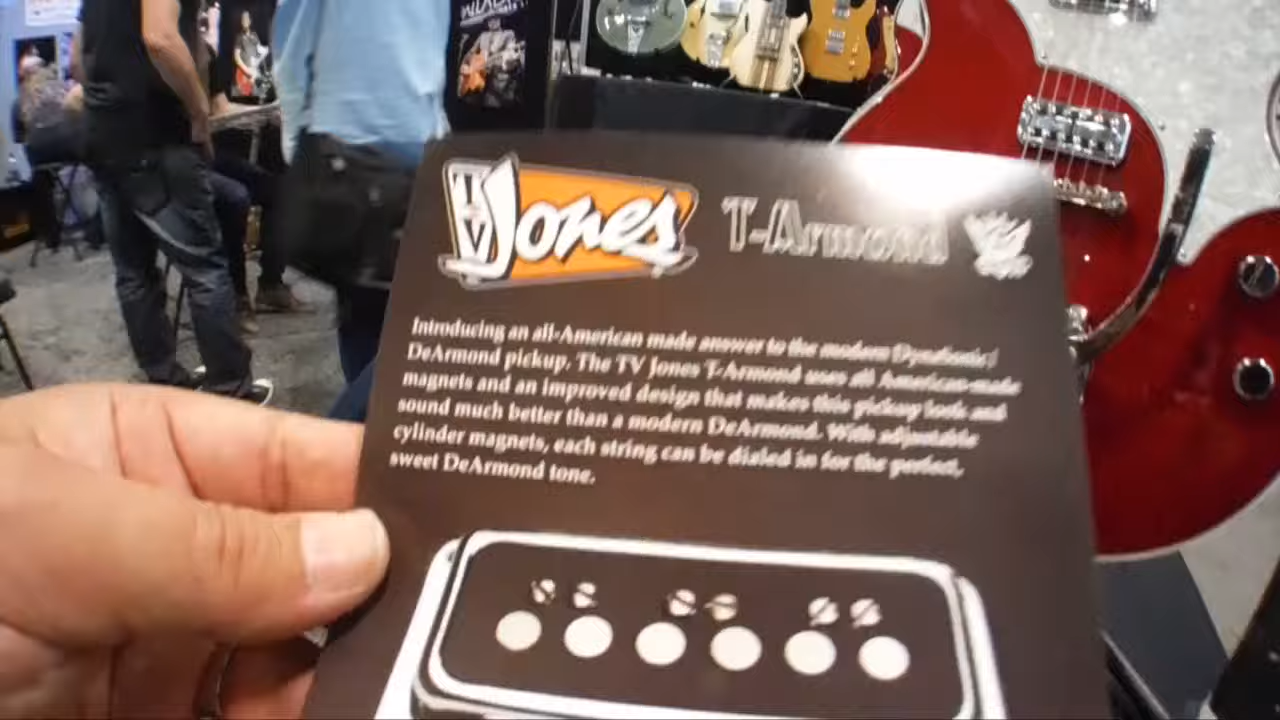 TV Jones T-Armond
Introducing an all-American made answer to the modern Dynasonic/
DeArmond pickup. The TV Jones T-Armond uses all American-made
magnets and an improved design that makes this pickup look and
sound much better than a modern DeArmond. With adjustable
cylinder magnets, each string can be dialed in for the perfect,
sweet DeArmond tone.